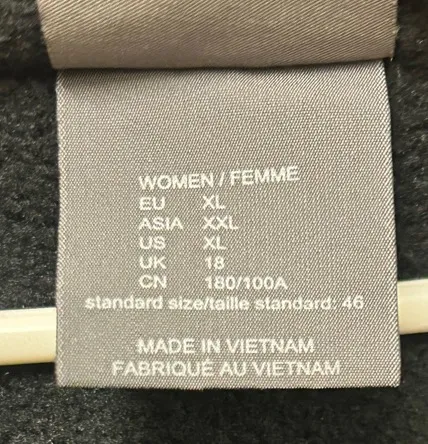 WOMEN / FEMME
EU XL
ASIA XXL
US XL
UK 18
CN 180/100A
standard size/taille standard: 46
MADE IN VIETNAM
FABRIQUÉ AU VIETNAM